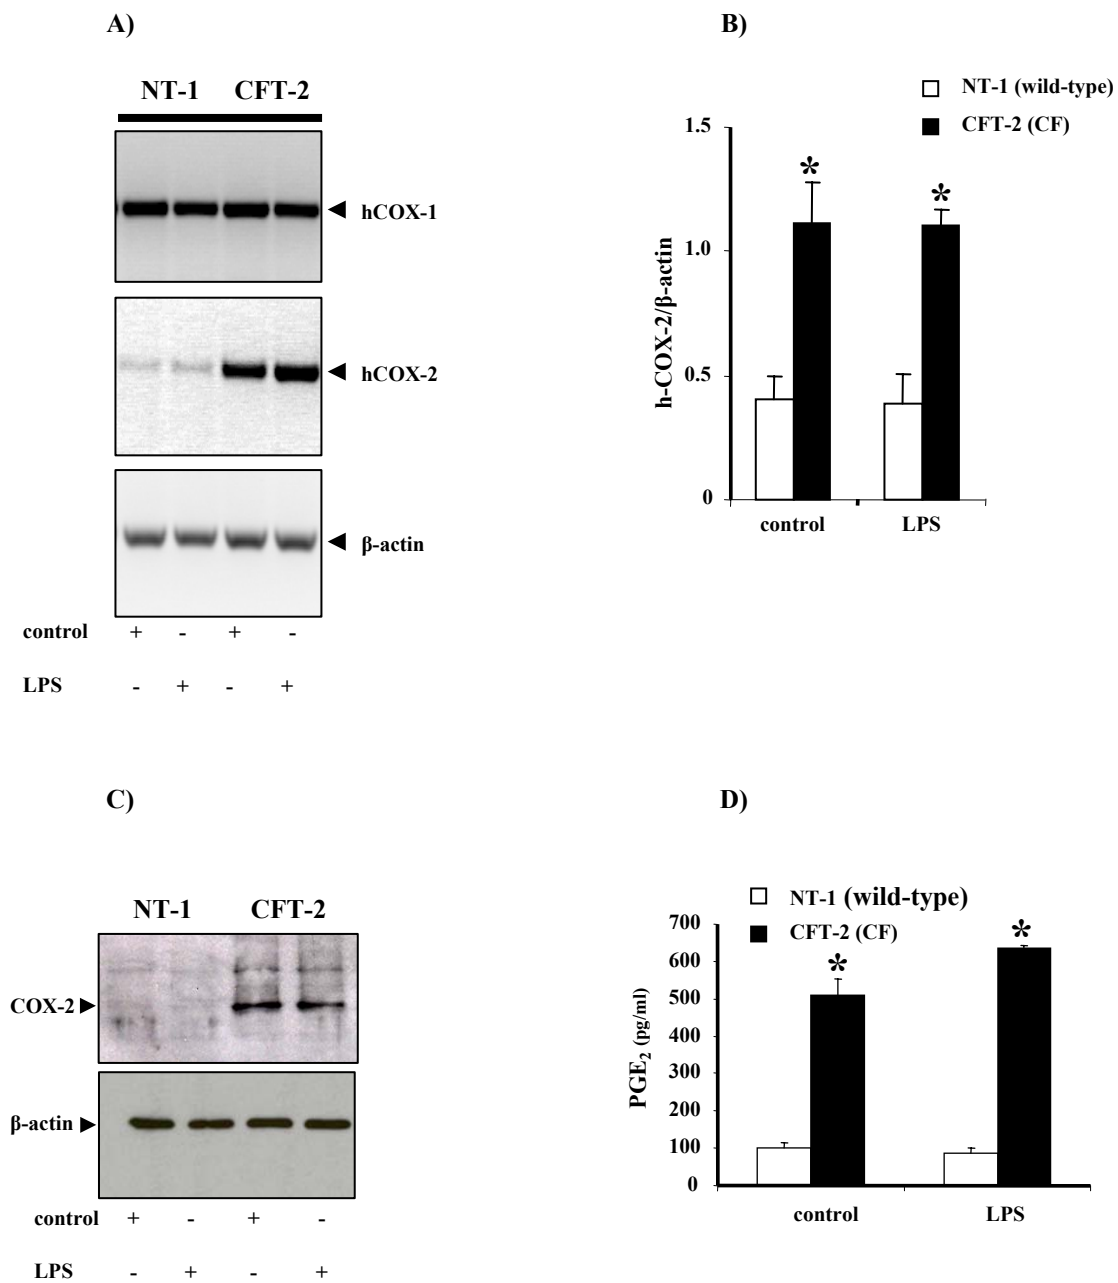 A)
NT-1 CFT-2
hCOX-1
hCOX-2
β-actin
control + - + -
LPS - + - +
B)
NT-1 (wild-type)
CFT-2 (CF)
h-COX-2/β-actin
1.5
1.0
0.5
0
* *
control LPS
C)
NT-1 CFT-2
COX-2
β-actin
control + - + -
LPS - + - +
D)
NT-1 (wild-type)
CFT-2 (CF)
PGE₂ (pg/ml)
700
600
500
400
300
200
100
0
* *
control LPS